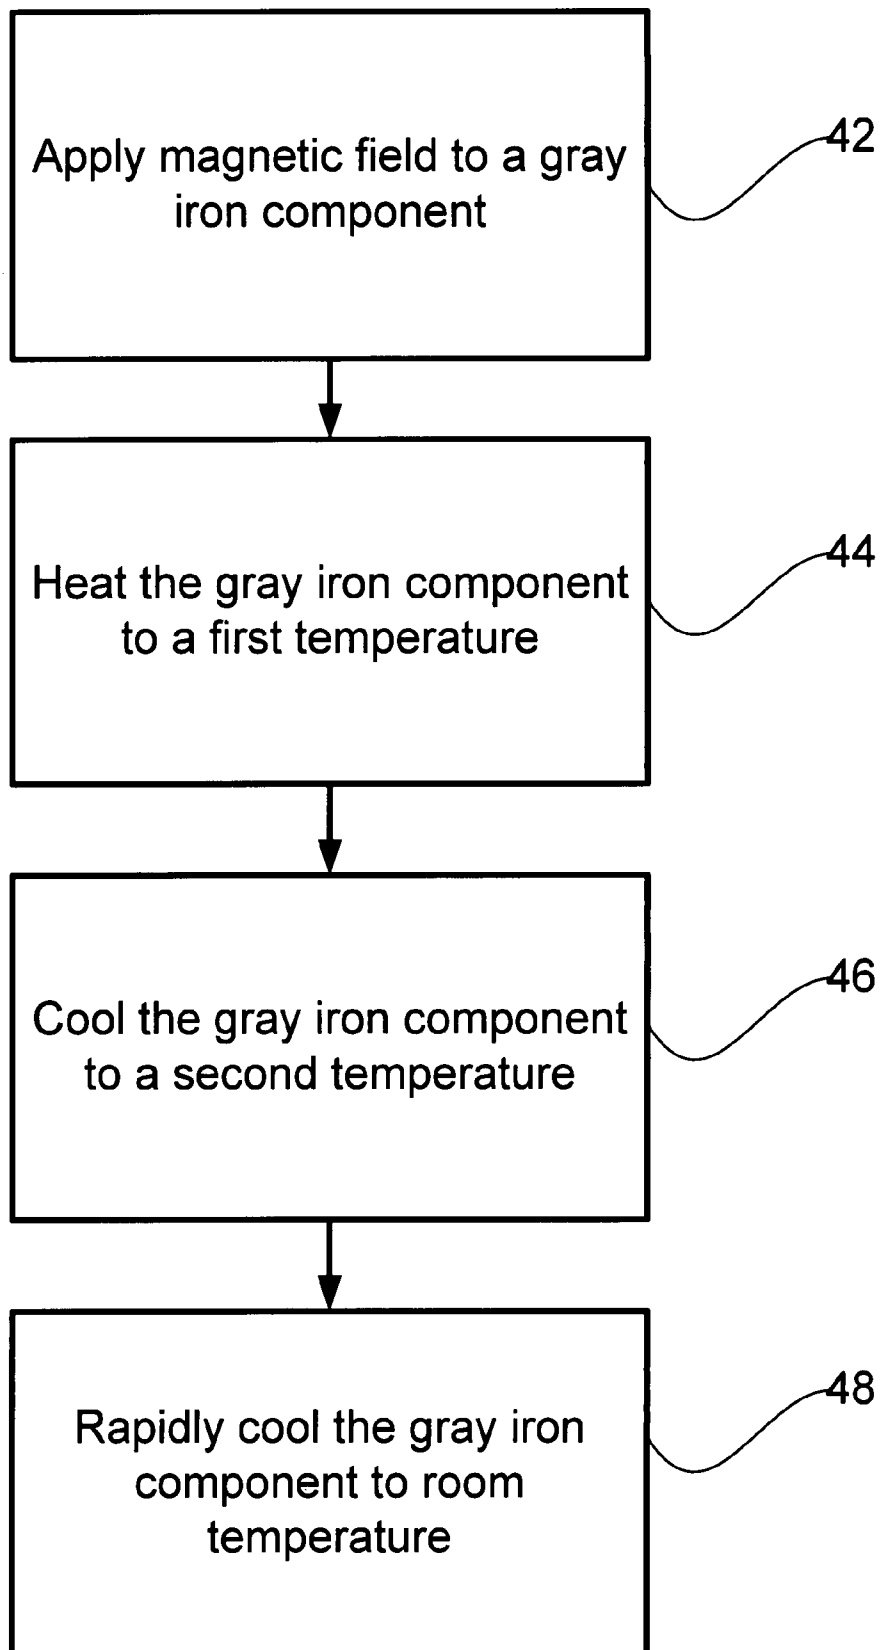 Apply magnetic field to a gray
iron component
42
Heat the gray iron component
to a first temperature
44
Cool the gray iron component
to a second temperature
46
Rapidly cool the gray iron
component to room
temperature
48